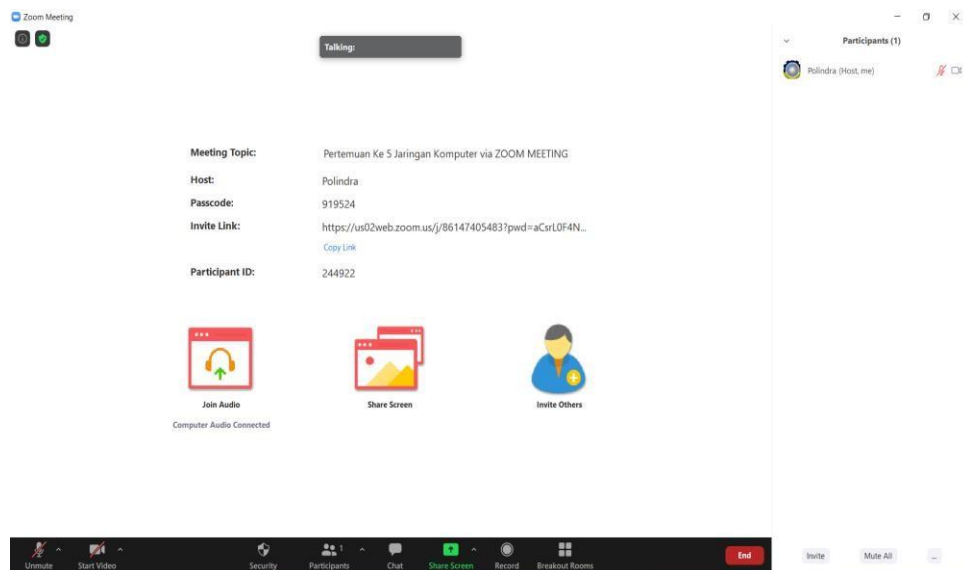 Zoom Meeting
Talking:
Meeting Topic: Pertemuan Ke 5 Jaringan Komputer via ZOOM MEETING
Host: Polindra
Passcode: 919524
Invite Link: https://us02web.zoom.us/j/86147405483?pwd=aCsrL0F4N...
Copy Link
Participant ID: 244922
Join Audio Share Screen Invite Others
Computer Audio Connected
Participants (1)
Polindra (Host, me)
Unmute Start Video Security Participants 1 Chat Share Screen Record Breakout Rooms End
Invite Mute All ...